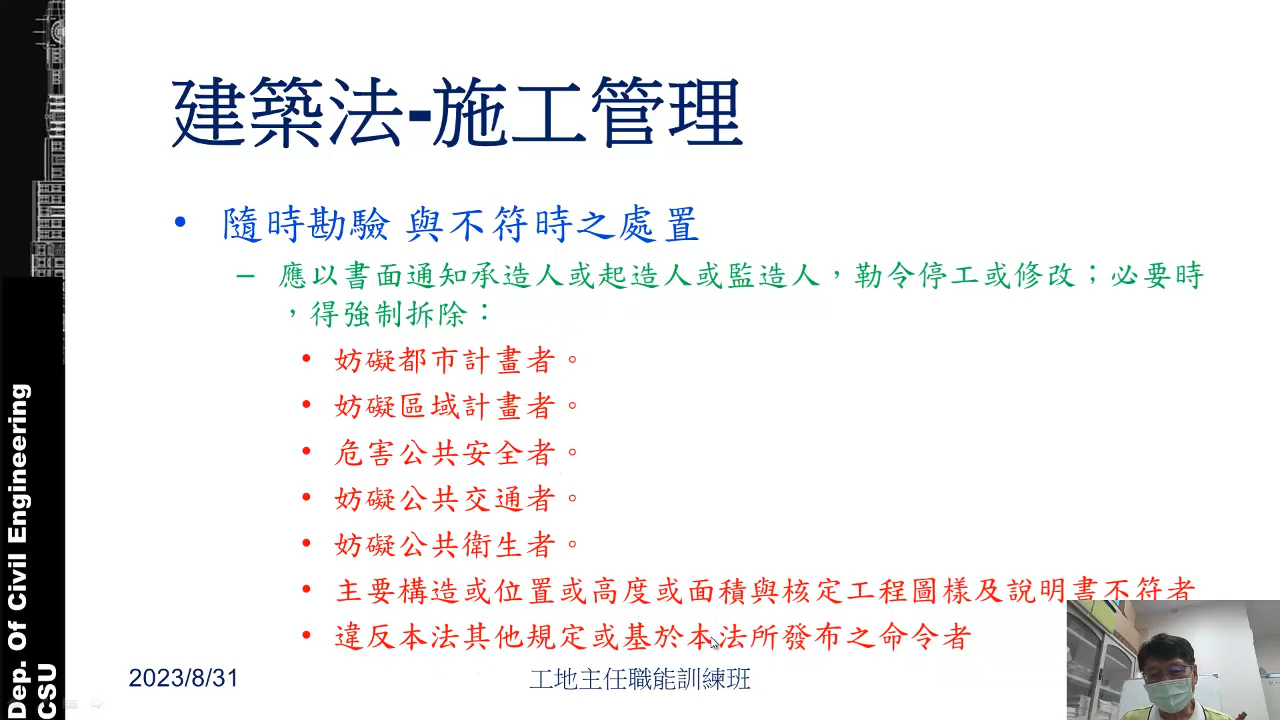 建築法-施工管理
• 隨時勘驗 與不符時之處置
– 應以書面通知承造人或起造人或監造人，勒令停工或修改；必要時
，得強制拆除：
• 妨礙都市計畫者。
• 妨礙區域計畫者。
• 危害公共安全者。
• 妨礙公共交通者。
• 妨礙公共衛生者。
• 主要構造或位置或高度或面積與核定工程圖樣及說明書不符者
• 違反本法其他規定或基於本法所發布之命令者
2023/8/31
工地主任職能訓練班
Dep. Of Civil Engineering
CSU